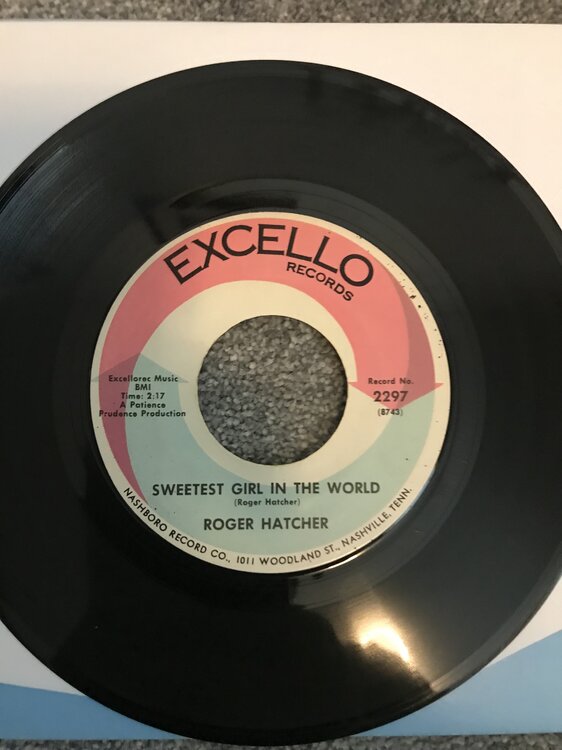 EXCELLO
RECORDS
Excellorec Music
BMI
Time: 2:17
A Patience
Prudence Production
Record No.
2297
(B743)
SWEETEST GIRL IN THE WORLD
(Roger Hatcher)
ROGER HATCHER
NASHBORO RECORD CO., 1011 WOODLAND ST., NASHVILLE, TENN.